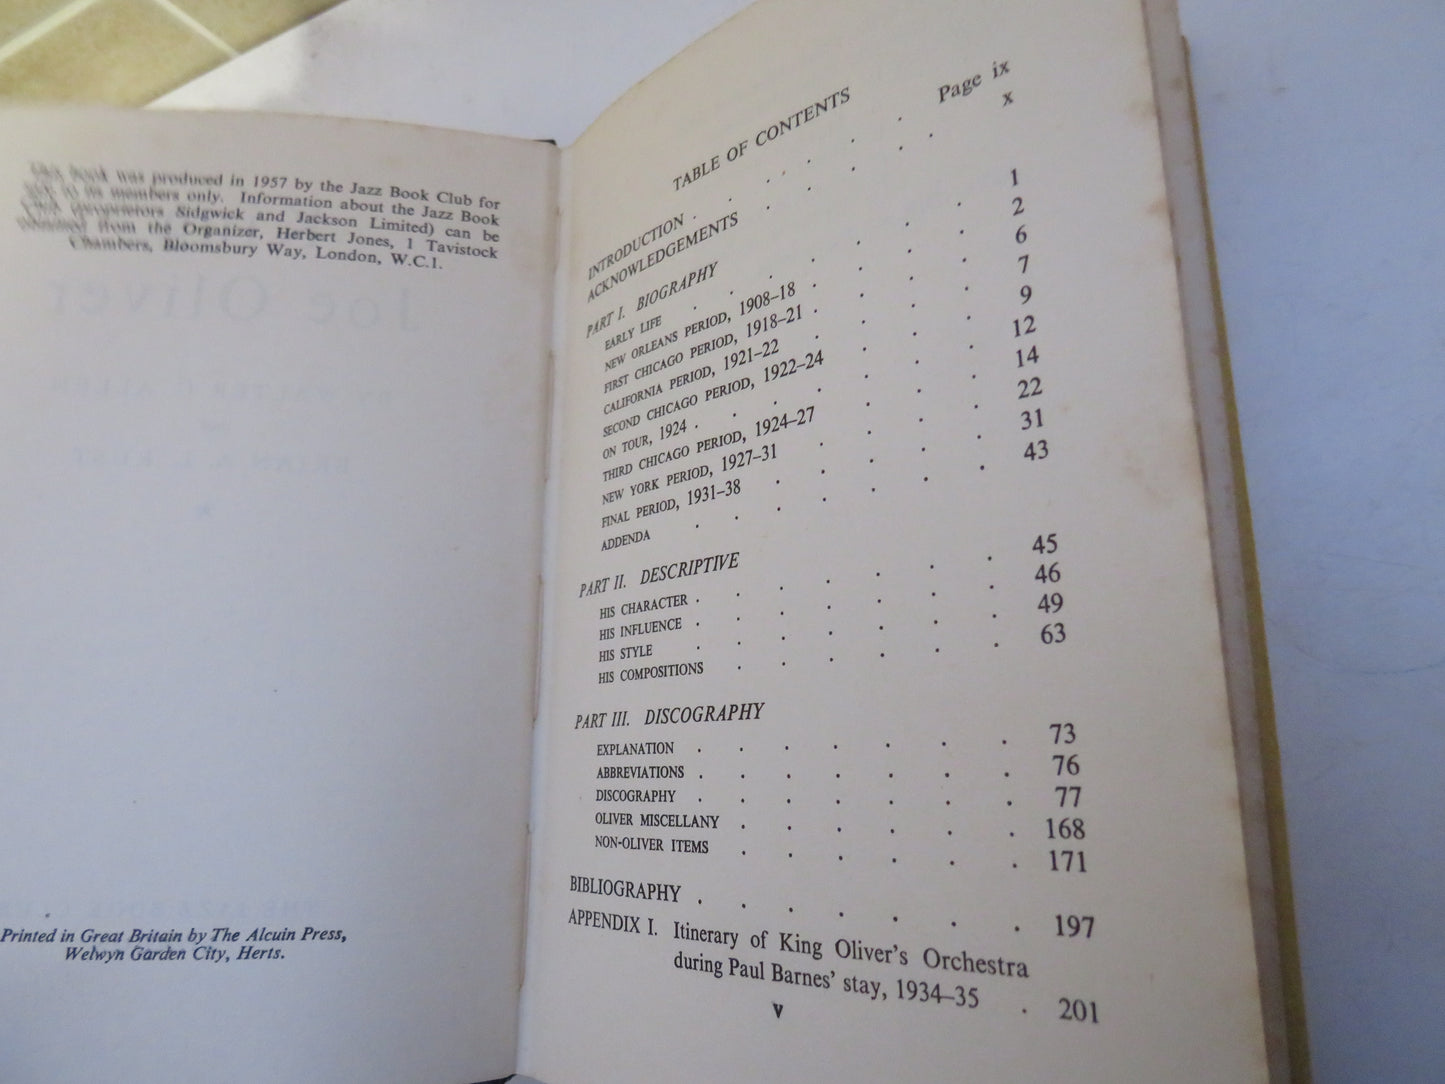 This book was produced in 1957 by the Jazz Book Club for
to its members only. Information about the Jazz Book
Club (proprietors Sidgwick and Jackson Limited) can be
obtained from the Organizer, Herbert Jones, 1 Tavistock
Chambers, Bloomsbury Way, London, W.C.1.
Joe Oliver
Printed in Great Britain by The Alcuin Press,
Welwyn Garden City, Herts.
TABLE OF CONTENTS
INTRODUCTION . . . . . Page ix
ACKNOWLEDGEMENTS . . . . x
PART I. BIOGRAPHY
EARLY LIFE . . . . . . 1
NEW ORLEANS PERIOD, 1908–18 . . . . 2
FIRST CHICAGO PERIOD, 1918–21 . . . . 6
CALIFORNIA PERIOD, 1921–22 . . . . 7
SECOND CHICAGO PERIOD, 1922–24 . . . 9
ON TOUR, 1924 . . . . . . 12
THIRD CHICAGO PERIOD, 1924–27 . . . 14
NEW YORK PERIOD, 1927–31 . . . . 22
FINAL PERIOD, 1931–38 . . . . . 31
ADDENDA . . . . . . 43
PART II. DESCRIPTIVE
HIS CHARACTER . . . . . . 45
HIS INFLUENCE . . . . . . 46
HIS STYLE . . . . . . 49
HIS COMPOSITIONS . . . . . . 63
PART III. DISCOGRAPHY
EXPLANATION . . . . . . 73
ABBREVIATIONS . . . . . . 76
DISCOGRAPHY . . . . . . 77
OLIVER MISCELLANY . . . . . . 168
NON-OLIVER ITEMS . . . . . . 171
BIBLIOGRAPHY . . . . . . 197
APPENDIX I. Itinerary of King Oliver's Orchestra
during Paul Barnes' stay, 1934–35 . 201
v